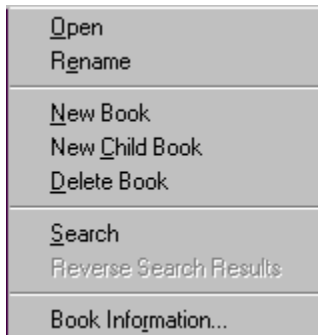 Open
Rename
New Book
New Child Book
Delete Book
Search
Reverse Search Results
Book Information...